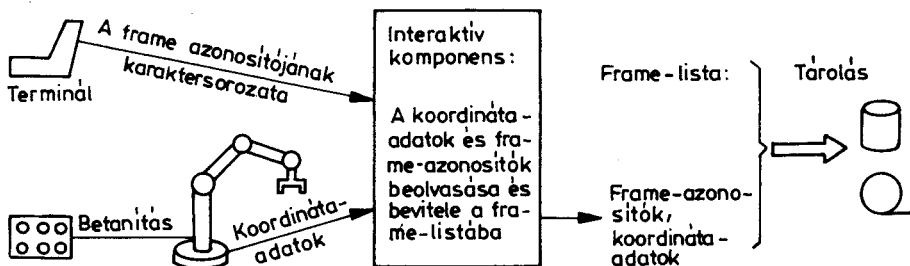 A frame azonosítójának
karaktersorozata
Terminál
Betanítás
Koordináta-
adatok
Interaktív
komponens:
A koordináta-
adatok és fra-
me-azonosítók
beolvasása és
bevitele a fra-
me-listába
Frame-lista:
Frame-azono-
sítók,
koordináta-
adatok
Tárolás